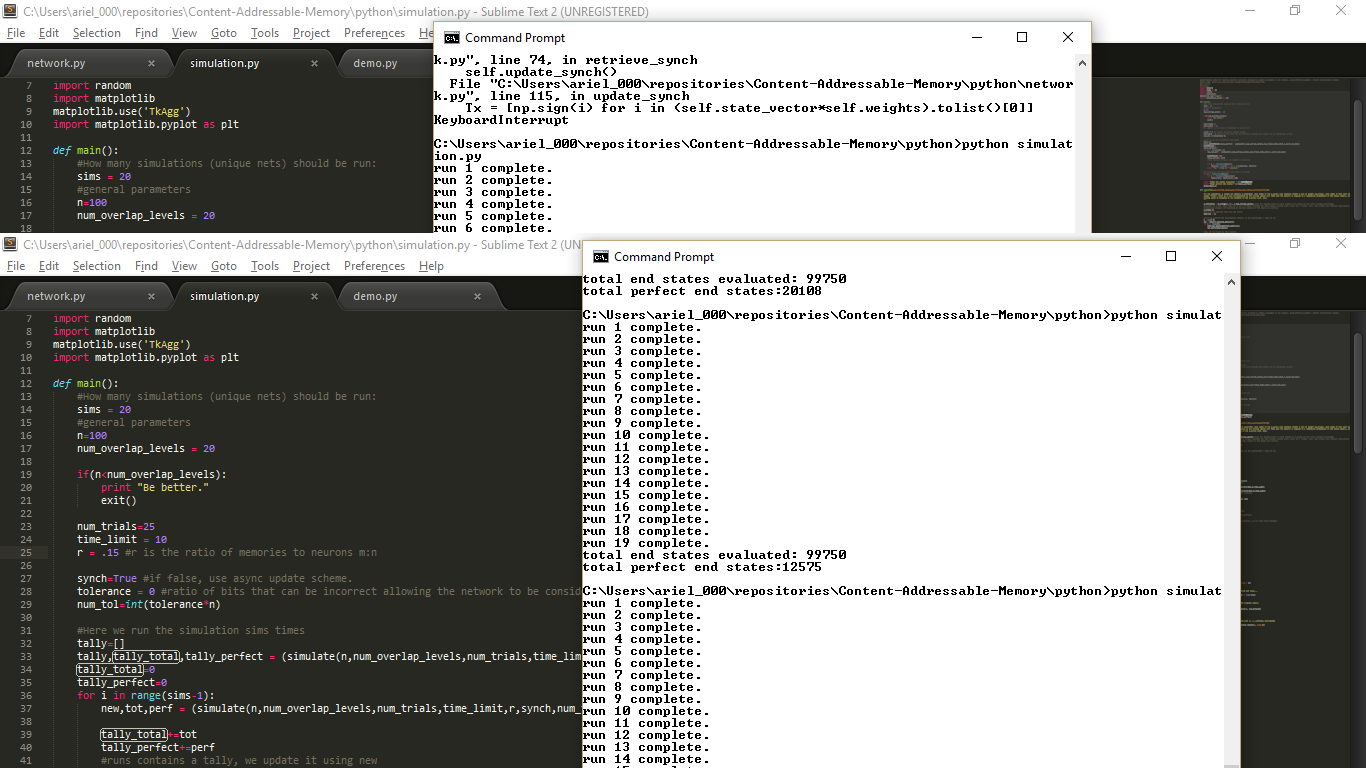 C:\Users\ariel_000\repositories\Content-Addressable-Memory\python\simulation.py - Sublime Text 2 (UNREGISTERED)
File Edit Selection Find View Goto Tools Project Preferences He
network.py × simulation.py × demo.py
7 import random
8 import matplotlib
9 matplotlib.use('TkAgg')
10 import matplotlib.pyplot as plt
11
12 def main():
13 #How many simulations (unique nets) should be run:
14 sims = 20
15 #general parameters
16 n=100
17 num_overlap_levels = 20
18
Command Prompt
k.py", line 74, in retrieve_synch
self.update_synch()
File "C:\Users\ariel_000\repositories\Content-Addressable-Memory\python\networ
k.py", line 115, in update_synch
Tx = [np.sign(i) for i in (self.state_vector*self.weights).tolist()[0]]
KeyboardInterrupt
C:\Users\ariel_000\repositories\Content-Addressable-Memory\python>python simulat
ion.py
run 1 complete.
run 2 complete.
run 3 complete.
run 4 complete.
run 5 complete.
run 6 complete.
C:\Users\ariel_000\repositories\Content-Addressable-Memory\python\simulation.py - Sublime Text 2 (UN
File Edit Selection Find View Goto Tools Project Preferences Help
network.py × simulation.py × demo.py ×
7 import random
8 import matplotlib
9 matplotlib.use('TkAgg')
10 import matplotlib.pyplot as plt
11
12 def main():
13 #How many simulations (unique nets) should be run:
14 sims = 20
15 #general parameters
16 n=100
17 num_overlap_levels = 20
18
19 if(n<num_overlap_levels):
20 print "Be better."
21 exit()
22
23 num_trials=25
24 time_limit = 10
25 r = .15 #r is the ratio of memories to neurons m:n
26
27 synch=True #if false, use async update scheme.
28 tolerance = 0 #ratio of bits that can be incorrect allowing the network to be consid
29 num_tol=int(tolerance*n)
30
31 #Here we run the simulation sims times
32 tally=[]
33 tally,tally_total,tally_perfect = (simulate(n,num_overlap_levels,num_trials,time_lim
34 tally_total=0
35 tally_perfect=0
36 for i in range(sims-1):
37 new,tot,perf = (simulate(n,num_overlap_levels,num_trials,time_limit,r,synch,num_
38
39 tally_total+=tot
40 tally_perfect+=perf
41 #runs contains a tally, we update it using new
Command Prompt
total end states evaluated: 99750
total perfect end states:20108
C:\Users\ariel_000\repositories\Content-Addressable-Memory\python>python simulat
run 1 complete.
run 2 complete.
run 3 complete.
run 4 complete.
run 5 complete.
run 6 complete.
run 7 complete.
run 8 complete.
run 9 complete.
run 10 complete.
run 11 complete.
run 12 complete.
run 13 complete.
run 14 complete.
run 15 complete.
run 16 complete.
run 17 complete.
run 18 complete.
run 19 complete.
total end states evaluated: 99750
total perfect end states:12575
C:\Users\ariel_000\repositories\Content-Addressable-Memory\python>python simulat
run 1 complete.
run 2 complete.
run 3 complete.
run 4 complete.
run 5 complete.
run 6 complete.
run 7 complete.
run 8 complete.
run 9 complete.
run 10 complete.
run 11 complete.
run 12 complete.
run 13 complete.
run 14 complete.